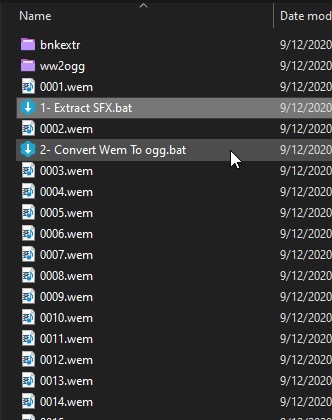 Name Date mod
bnkextr 9/12/2020
ww2ogg 9/12/2020
0001.wem 9/12/2020
1- Extract SFX.bat 9/12/2020
0002.wem 9/12/2020
2- Convert Wem To ogg.bat 9/12/2020
0003.wem 9/12/2020
0004.wem 9/12/2020
0005.wem 9/12/2020
0006.wem 9/12/2020
0007.wem 9/12/2020
0008.wem 9/12/2020
0009.wem 9/12/2020
0010.wem 9/12/2020
0011.wem 9/12/2020
0012.wem 9/12/2020
0013.wem 9/12/2020
0014.wem 9/12/2020